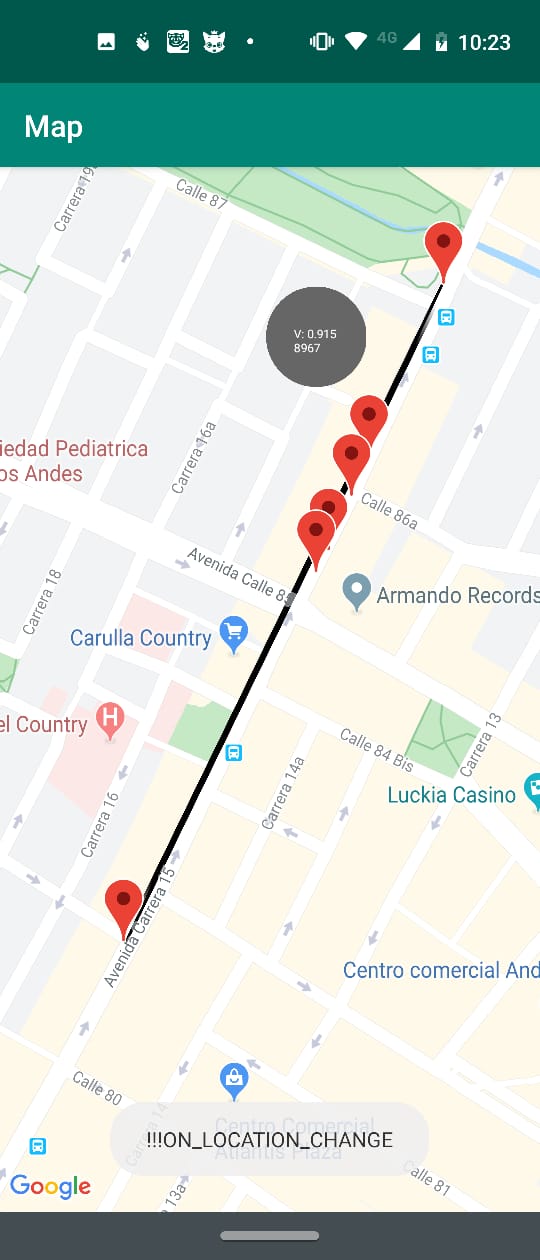 4G 10:23
Map
Carrera 19
Calle 87
V: 0.915
8967
iedad Pediatrica
os Andes
Carrera 16a
Calle 86a
Avenida Calle 8
Armando Records
Carrera 18
Carulla Country
el Country
Calle 84 Bis
Carrera 13
Carrera 14a
Luckia Casino
Carrera 16
Avenida Carrera 15
Centro comercial And
Calle 80
Centro Comercial
Atlantis Plaza
!!!ON_LOCATION_CHANGE
Carrera 14
Calle 81
13a
Google